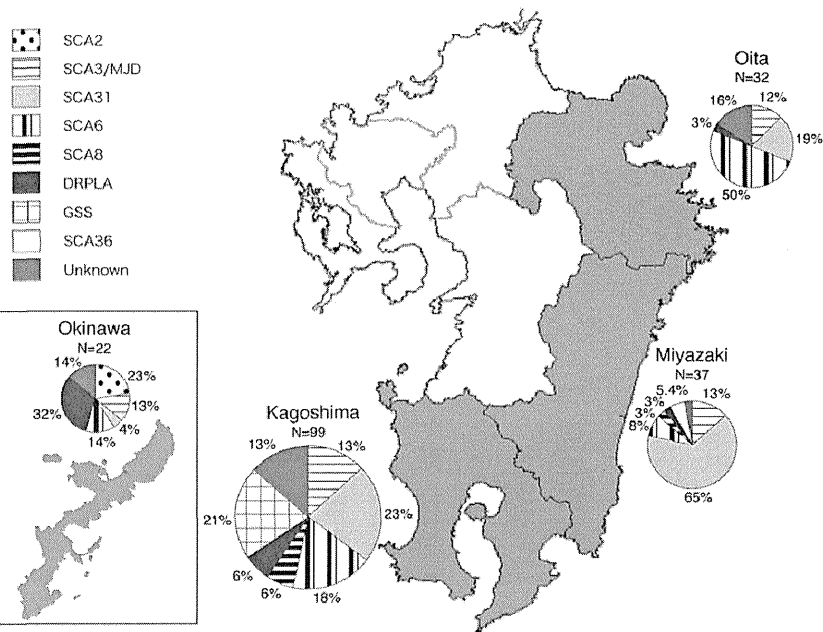 SCA2
SCA3/MJD
SCA31
SCA6
SCA8
DRPLA
GSS
SCA36
Unknown
Oita
N=32
16%
12%
3%
19%
50%
Okinawa
N=22
14%
23%
32%
13%
4%
14%
Kagoshima
N=99
13%
13%
21%
23%
6%
6%
18%
Miyazaki
N=37
5.4%
3%
13%
3%
8%
65%